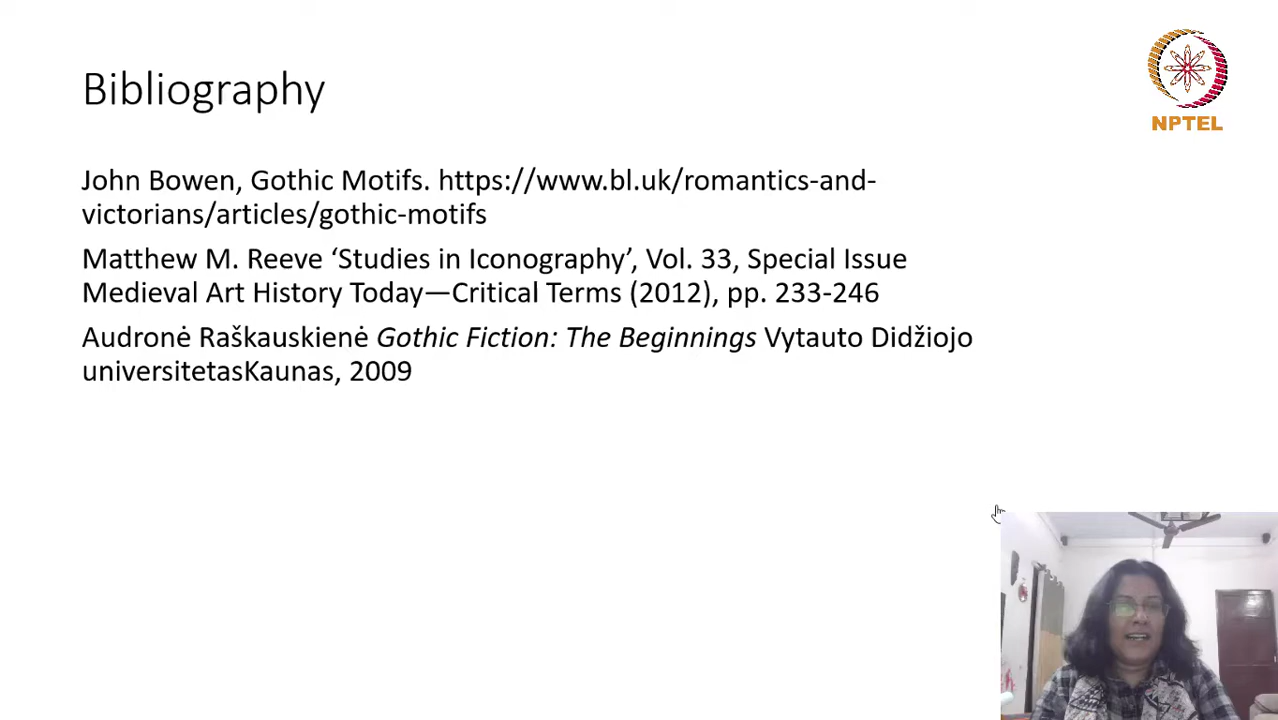 Bibliography
NPTEL
John Bowen, Gothic Motifs. https://www.bl.uk/romantics-and-
victorians/articles/gothic-motifs
Matthew M. Reeve ‘Studies in Iconography’, Vol. 33, Special Issue
Medieval Art History Today—Critical Terms (2012), pp. 233-246
Audronė Raškauskienė Gothic Fiction: The Beginnings Vytauto Didžiojo
universitetasKaunas, 2009